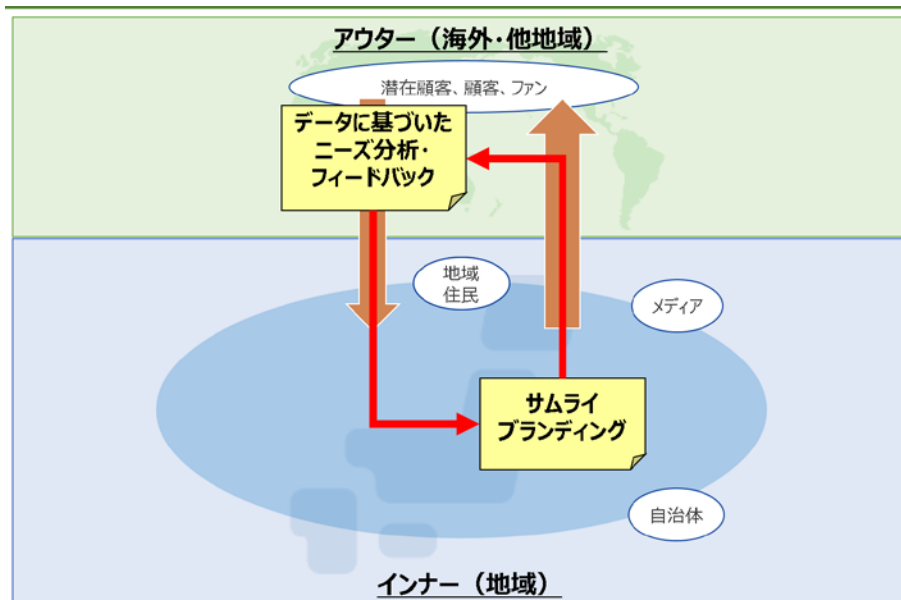 アウター（海外・他地域）
潜在顧客、顧客、ファン
データに基づいた
ニーズ分析・
フィードバック
地域
住民
メディア
サムライ
ブランディング
自治体
インナー（地域）